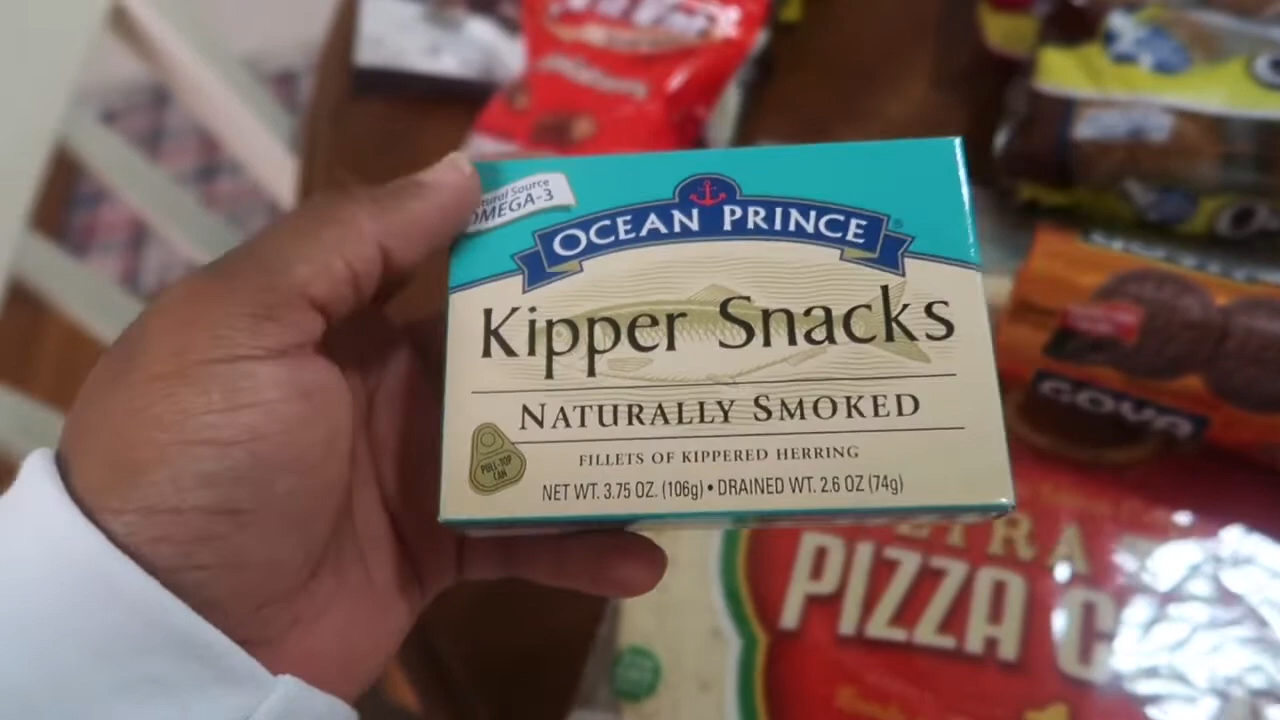 Natural Source
OMEGA-3
OCEAN PRINCE
Kipper Snacks
NATURALLY SMOKED
PULL-TOP
CAN
FILLETS OF KIPPERED HERRING
NET WT. 3.75 OZ. (106g) • DRAINED WT. 2.6 OZ (74g)
GOYA
PIZZA C